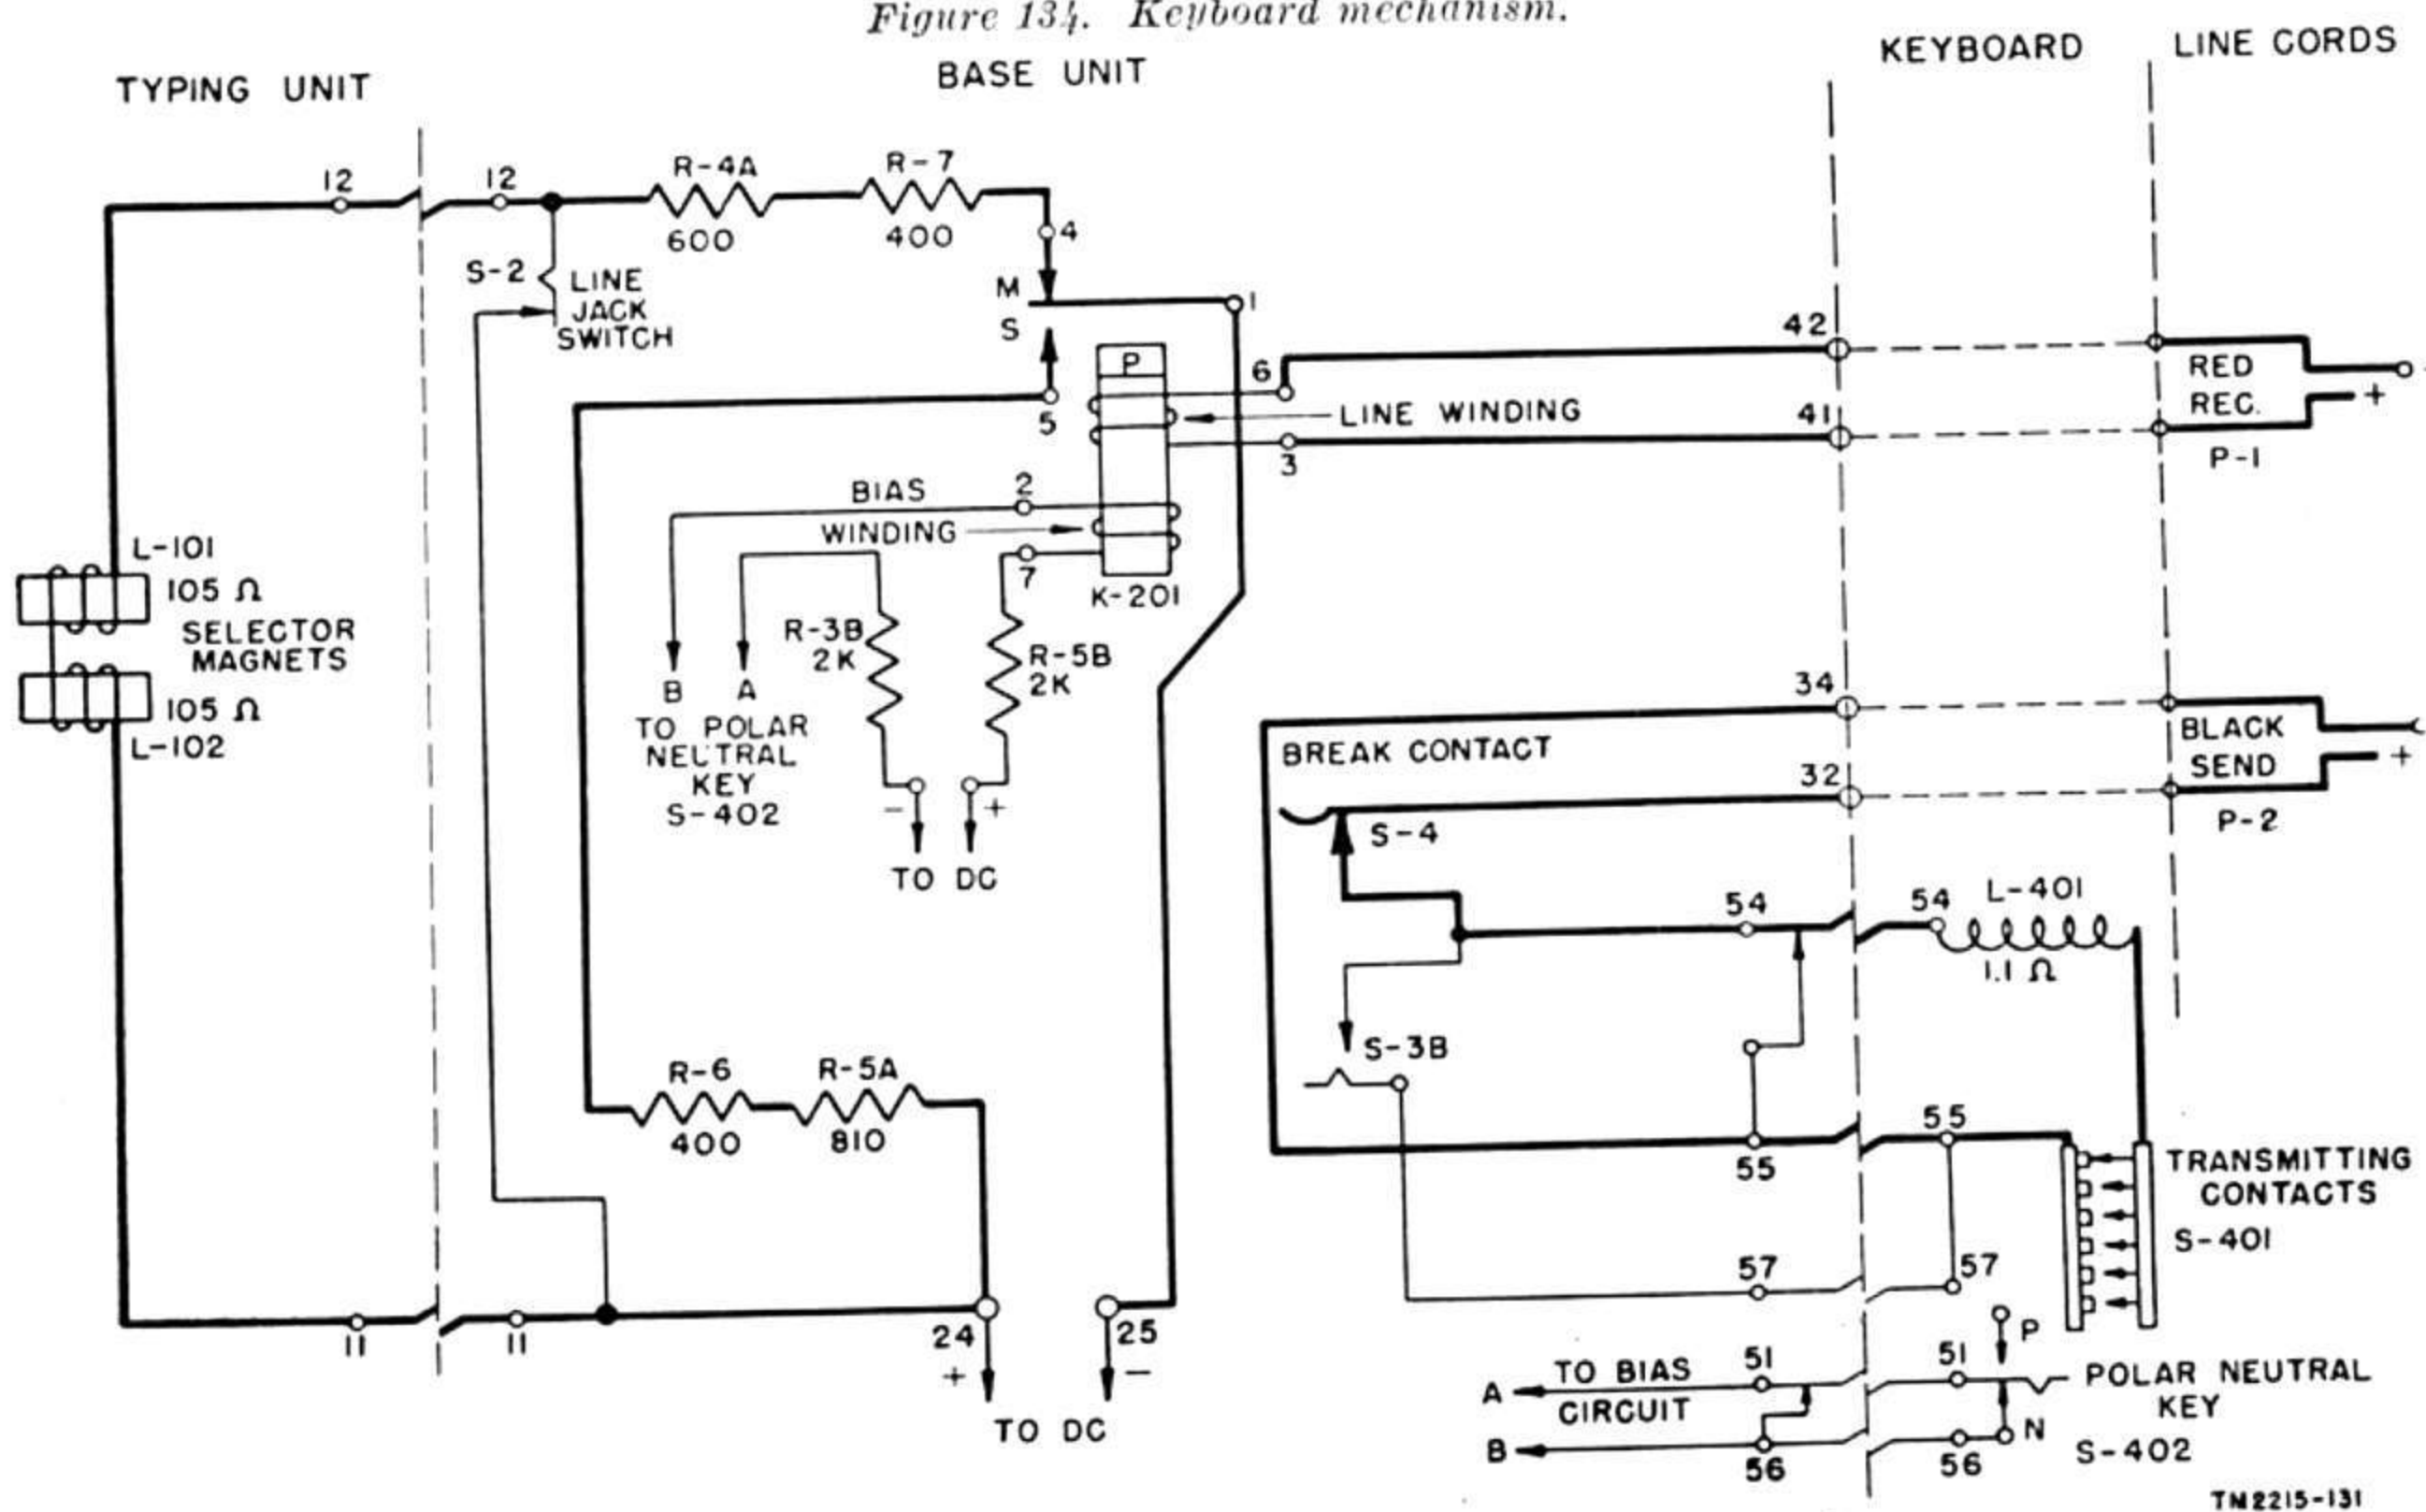 Figure 134. Keyboard mechanism.
TYPING UNIT
BASE UNIT
KEYBOARD
LINE CORDS
12
12
R-4A
600
R-7
400
4
S-2
LINE
JACK
SWITCH
M
S
1
P
5
6
LINE WINDING
3
42
41
RED
REC.
+
P-1
BIAS
WINDING
2
7
K-201
L-101
105 Ω
SELECTOR
MAGNETS
105 Ω
L-102
R-3B
2K
R-5B
2K
B
A
TO POLAR
NEUTRAL
KEY
S-402
-
+
TO DC
34
BREAK CONTACT
32
BLACK
SEND
+
P-2
S-4
54
54
L-401
1.1 Ω
S-3B
R-6
400
R-5A
810
55
55
TRANSMITTING
CONTACTS
S-401
57
57
11
11
24
25
+
-
TO DC
P
A
TO BIAS
CIRCUIT
B
51
51
56
56
N
POLAR NEUTRAL
KEY
S-402
TM2215-131